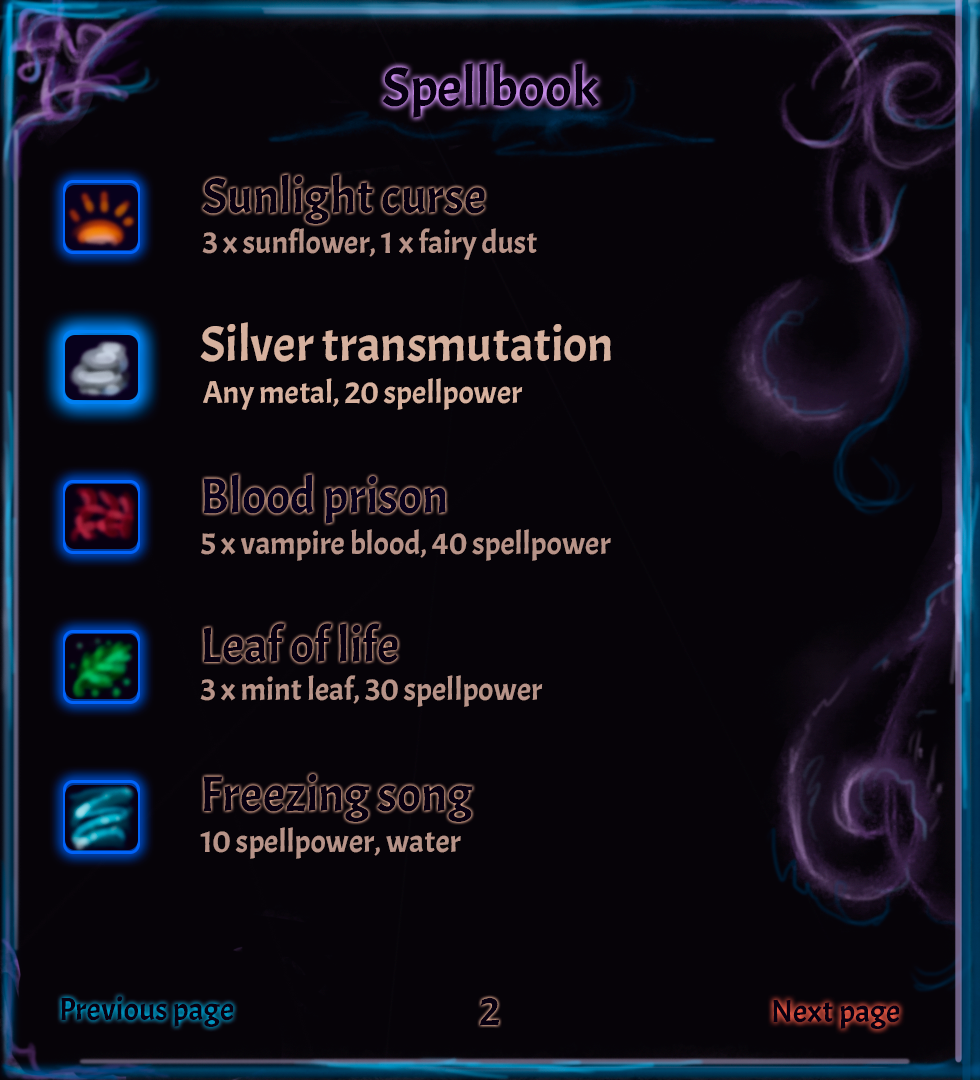 Spellbook
Sunlight curse
3 x sunflower, 1 x fairy dust
Silver transmutation
Any metal, 20 spellpower
Blood prison
5 x vampire blood, 40 spellpower
Leaf of life
3 x mint leaf, 30 spellpower
Freezing song
10 spellpower, water
Previous page
2
Next page